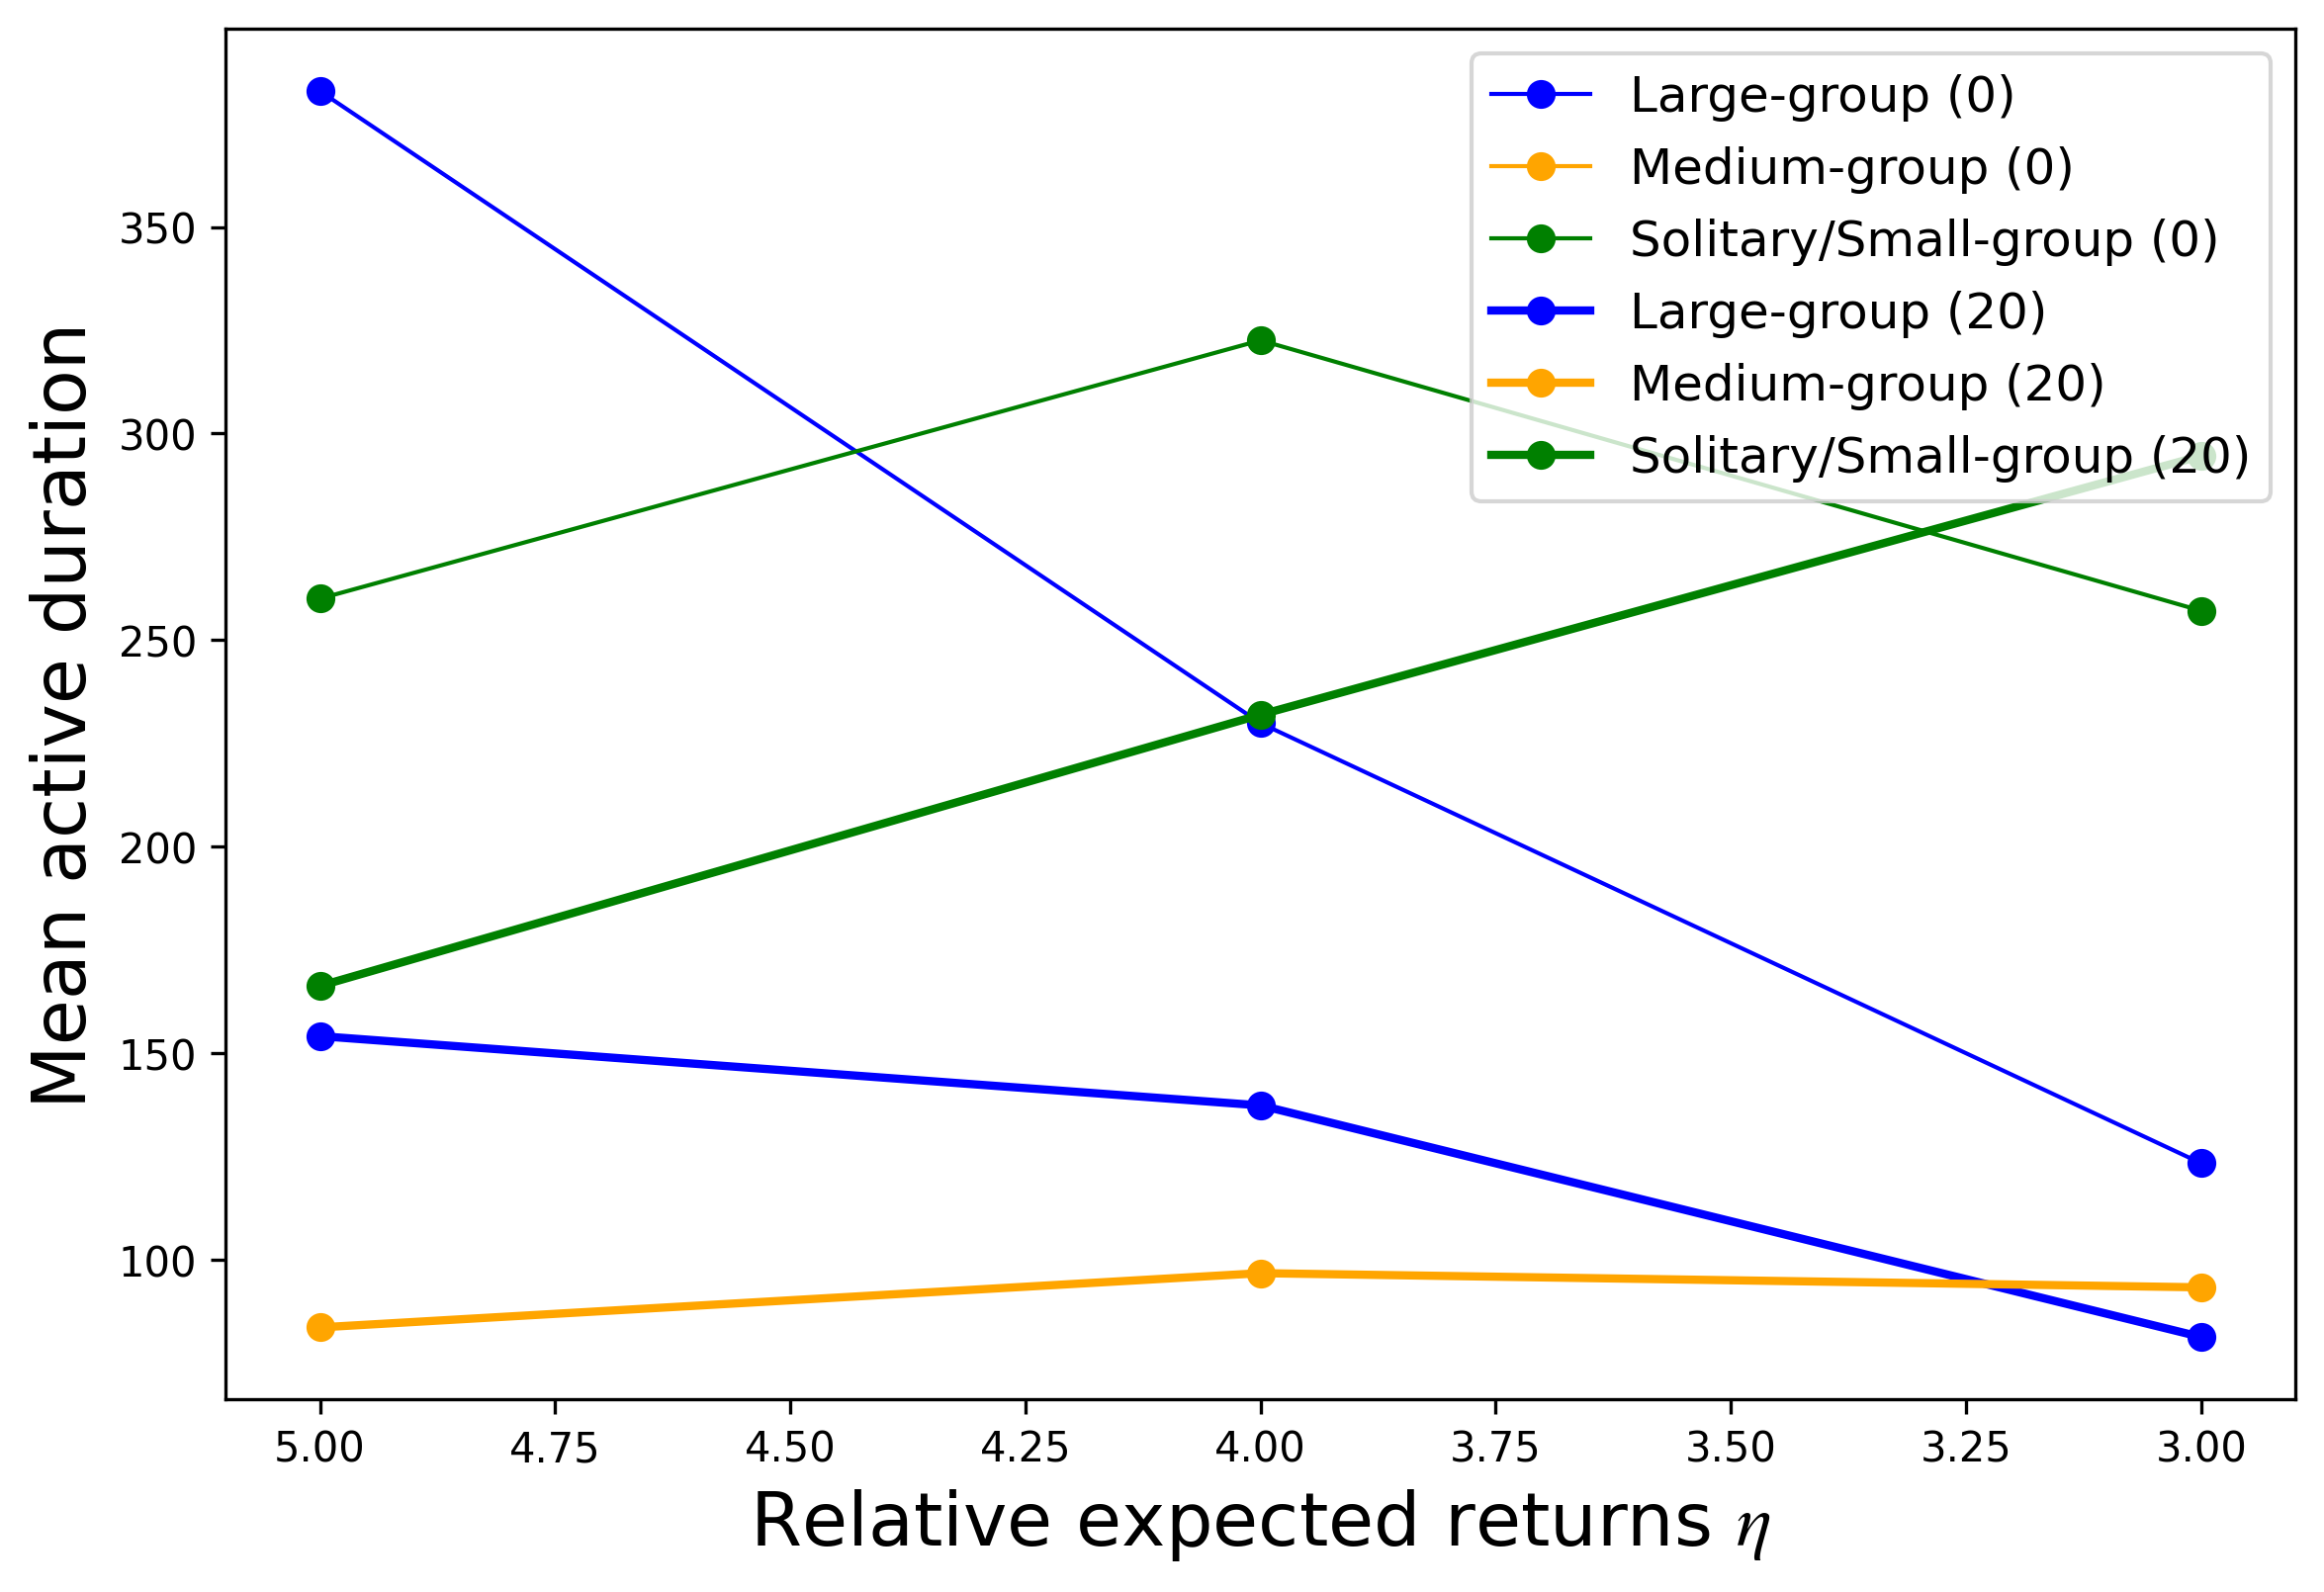 Large-group (0)
Medium-group (0)
Solitary/Small-group (0)
Large-group (20)
Medium-group (20)
Solitary/Small-group (20)
Mean active duration
350
300
250
200
150
100
5.00 4.75 4.50 4.25 4.00 3.75 3.50 3.25 3.00
Relative expected returns η